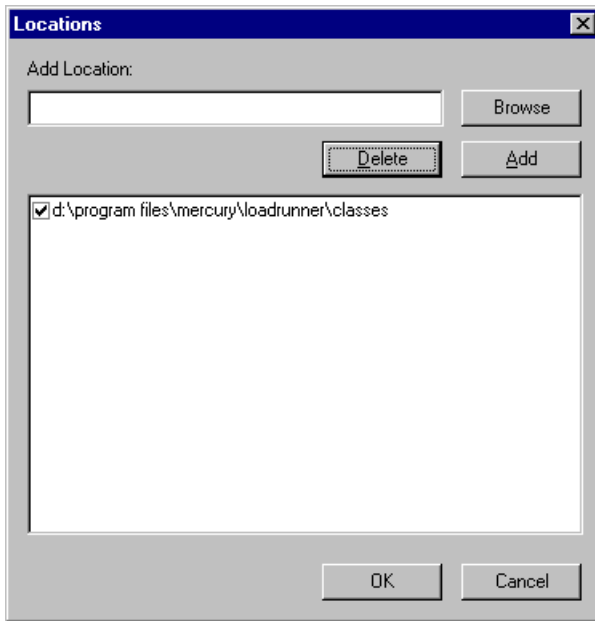 Locations
Add Location:
Browse
Delete
Add
d:\program files\mercury\loadrunner\classes
OK
Cancel